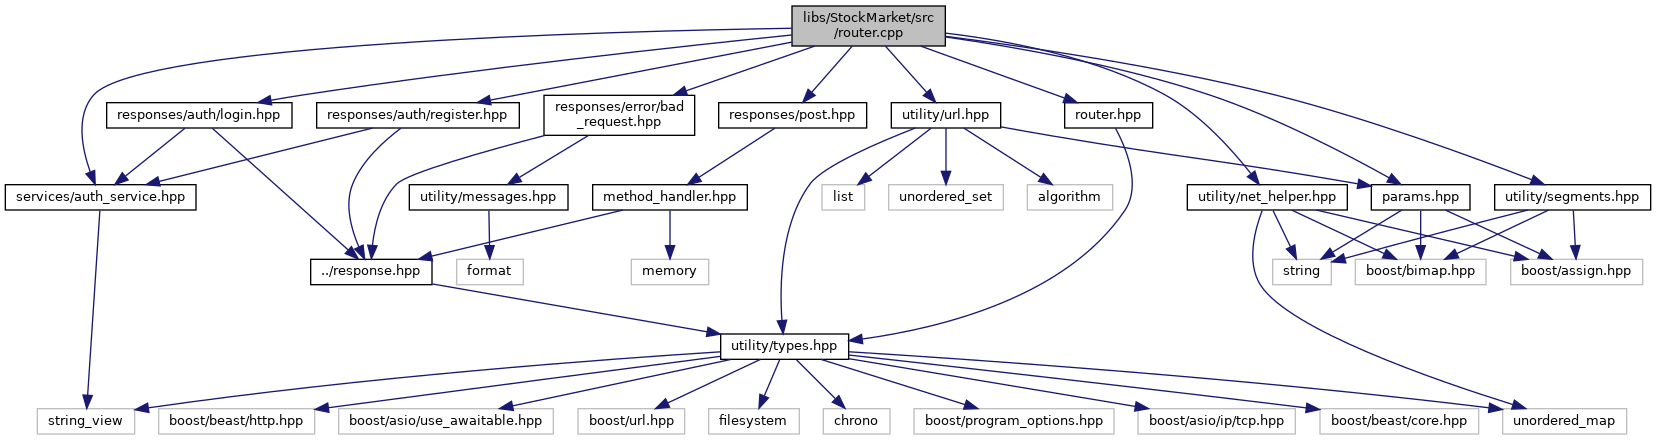 libs/StockMarket/src
/router.cpp
responses/auth/login.hpp
responses/auth/register.hpp
responses/error/bad
_request.hpp
responses/post.hpp
utility/url.hpp
router.hpp
services/auth_service.hpp
utility/messages.hpp
method_handler.hpp
list
unordered_set
algorithm
utility/net_helper.hpp
params.hpp
utility/segments.hpp
../response.hpp
format
memory
string
boost/bimap.hpp
boost/assign.hpp
utility/types.hpp
string_view
boost/beast/http.hpp
boost/asio/use_awaitable.hpp
boost/url.hpp
filesystem
chrono
boost/program_options.hpp
boost/asio/ip/tcp.hpp
boost/beast/core.hpp
unordered_map